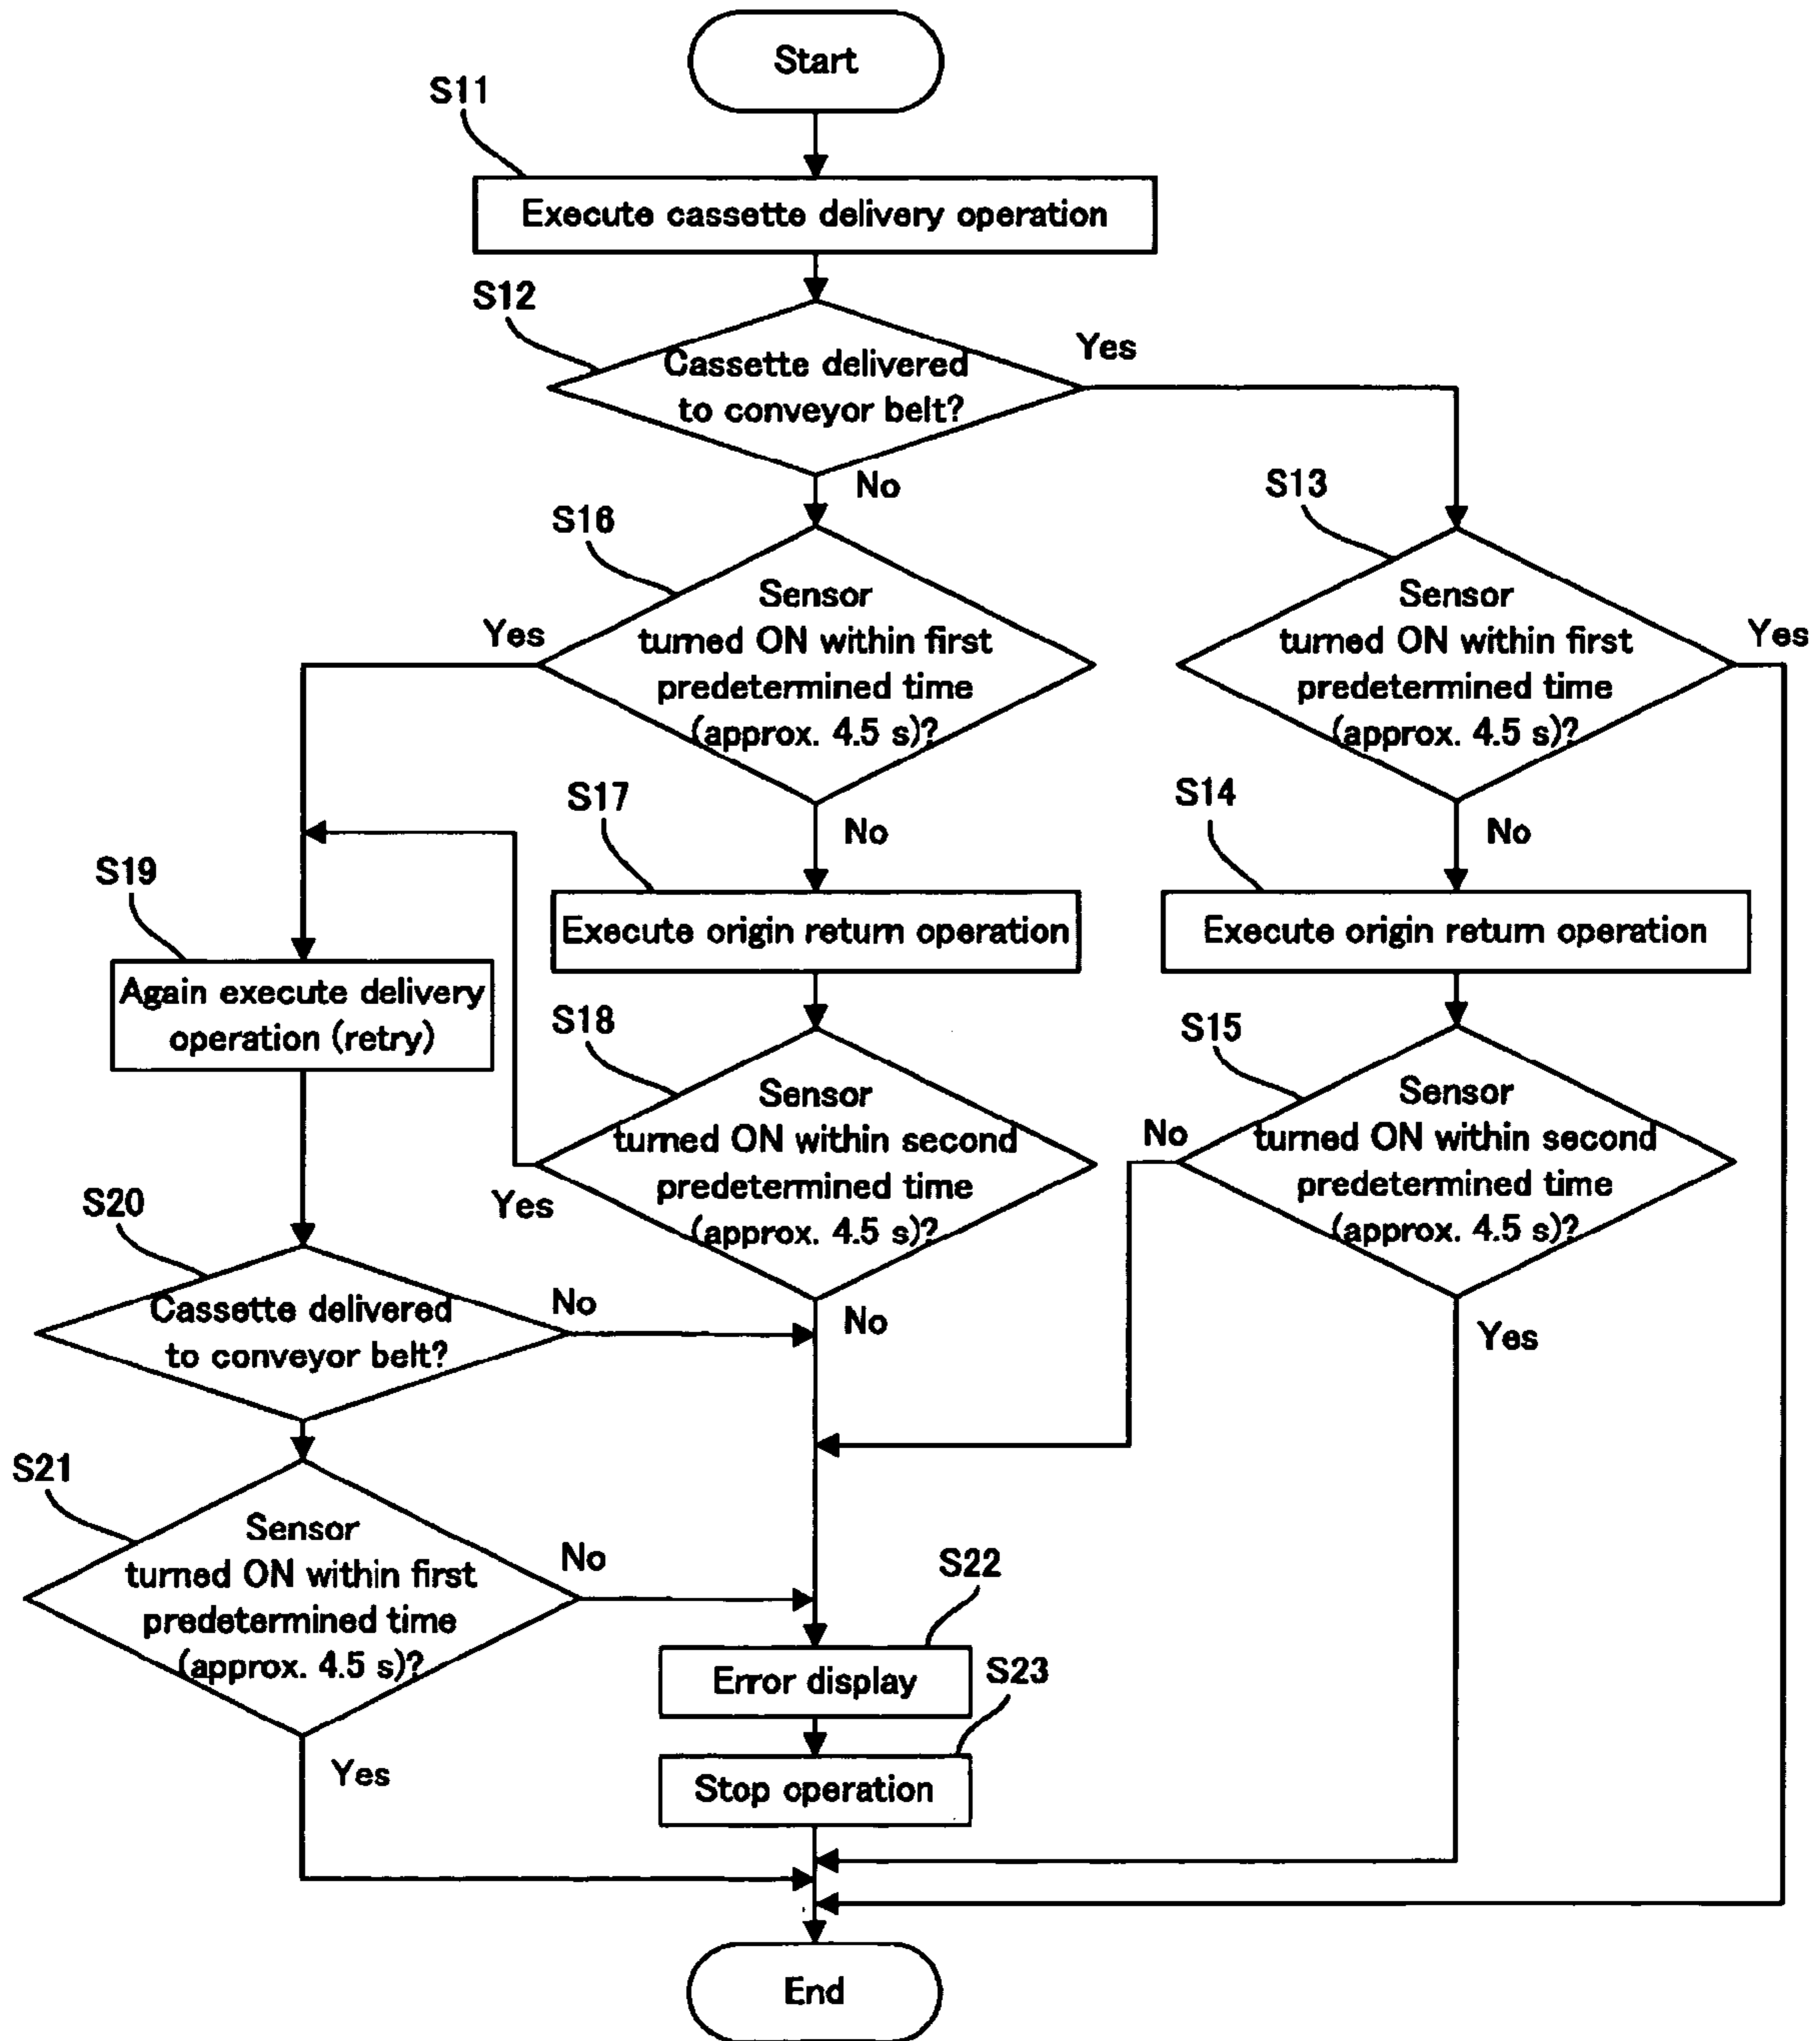 Start
S11
Execute cassette delivery operation
S12
Cassette delivered
to conveyor belt?
Yes
No
S16
Sensor
turned ON within first
predetermined time
(approx. 4.5 s)?
Yes
No
S13
Sensor
turned ON within first
predetermined time
(approx. 4.5 s)?
Yes
No
S17
Execute origin return operation
S14
Execute origin return operation
S19
Again execute delivery
operation (retry)
S18
Sensor
turned ON within second
predetermined time
(approx. 4.5 s)?
Yes
No
S15
Sensor
turned ON within second
predetermined time
(approx. 4.5 s)?
No
Yes
S20
Cassette delivered
to conveyor belt?
No
S21
Sensor
turned ON within first
predetermined time
(approx. 4.5 s)?
No
Yes
S22
Error display
S23
Stop operation
End